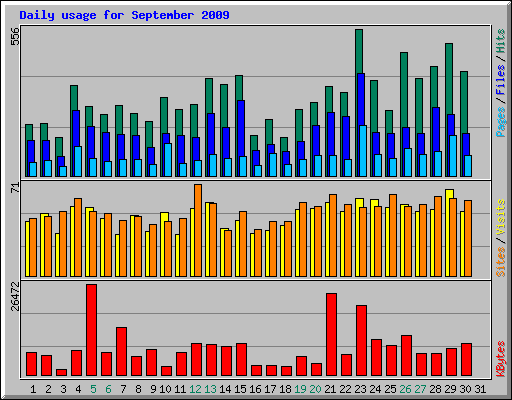 Daily usage for September 2009
556
Pages / Files / Hits
71
Sites / Visits
26472
KBytes
1 2 3 4 5 6 7 8 9 10 11 12 13 14 15 16 17 18 19 20 21 22 23 24 25 26 27 28 29 30 31